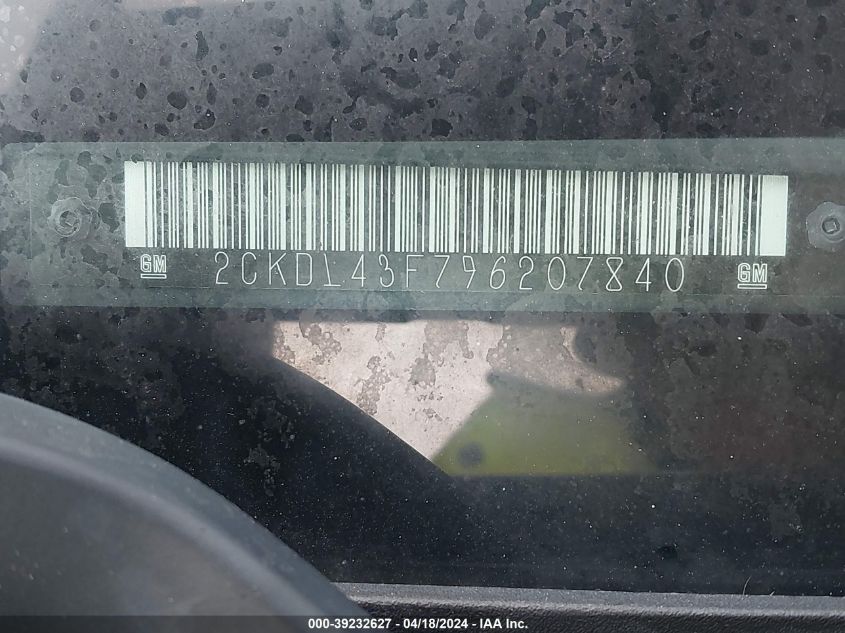 GM 2CKDL43F796207840 GM
000-39232627 - 04/18/2024 - IAA Inc.